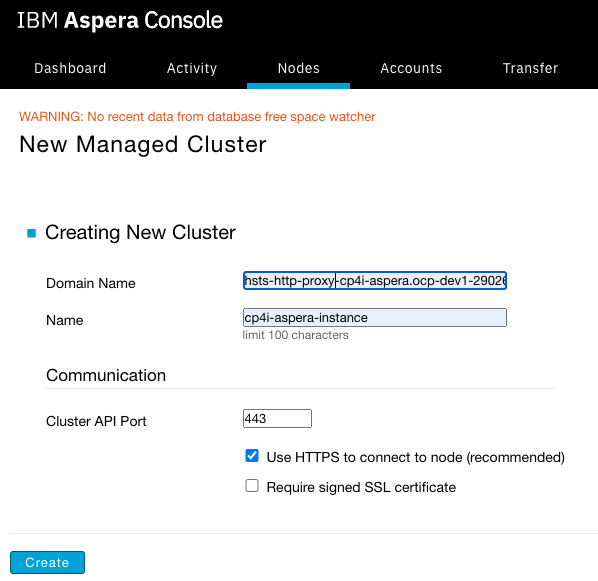 IBM Aspera Console
Dashboard Activity Nodes Accounts Transfer
WARNING: No recent data from database free space watcher
New Managed Cluster
Creating New Cluster
Domain Name hsts-http-proxy-cp4i-aspera.ocp-dev1-29026
Name cp4i-aspera-instance
limit 100 characters
Communication
Cluster API Port 443
Use HTTPS to connect to node (recommended)
Require signed SSL certificate
Create